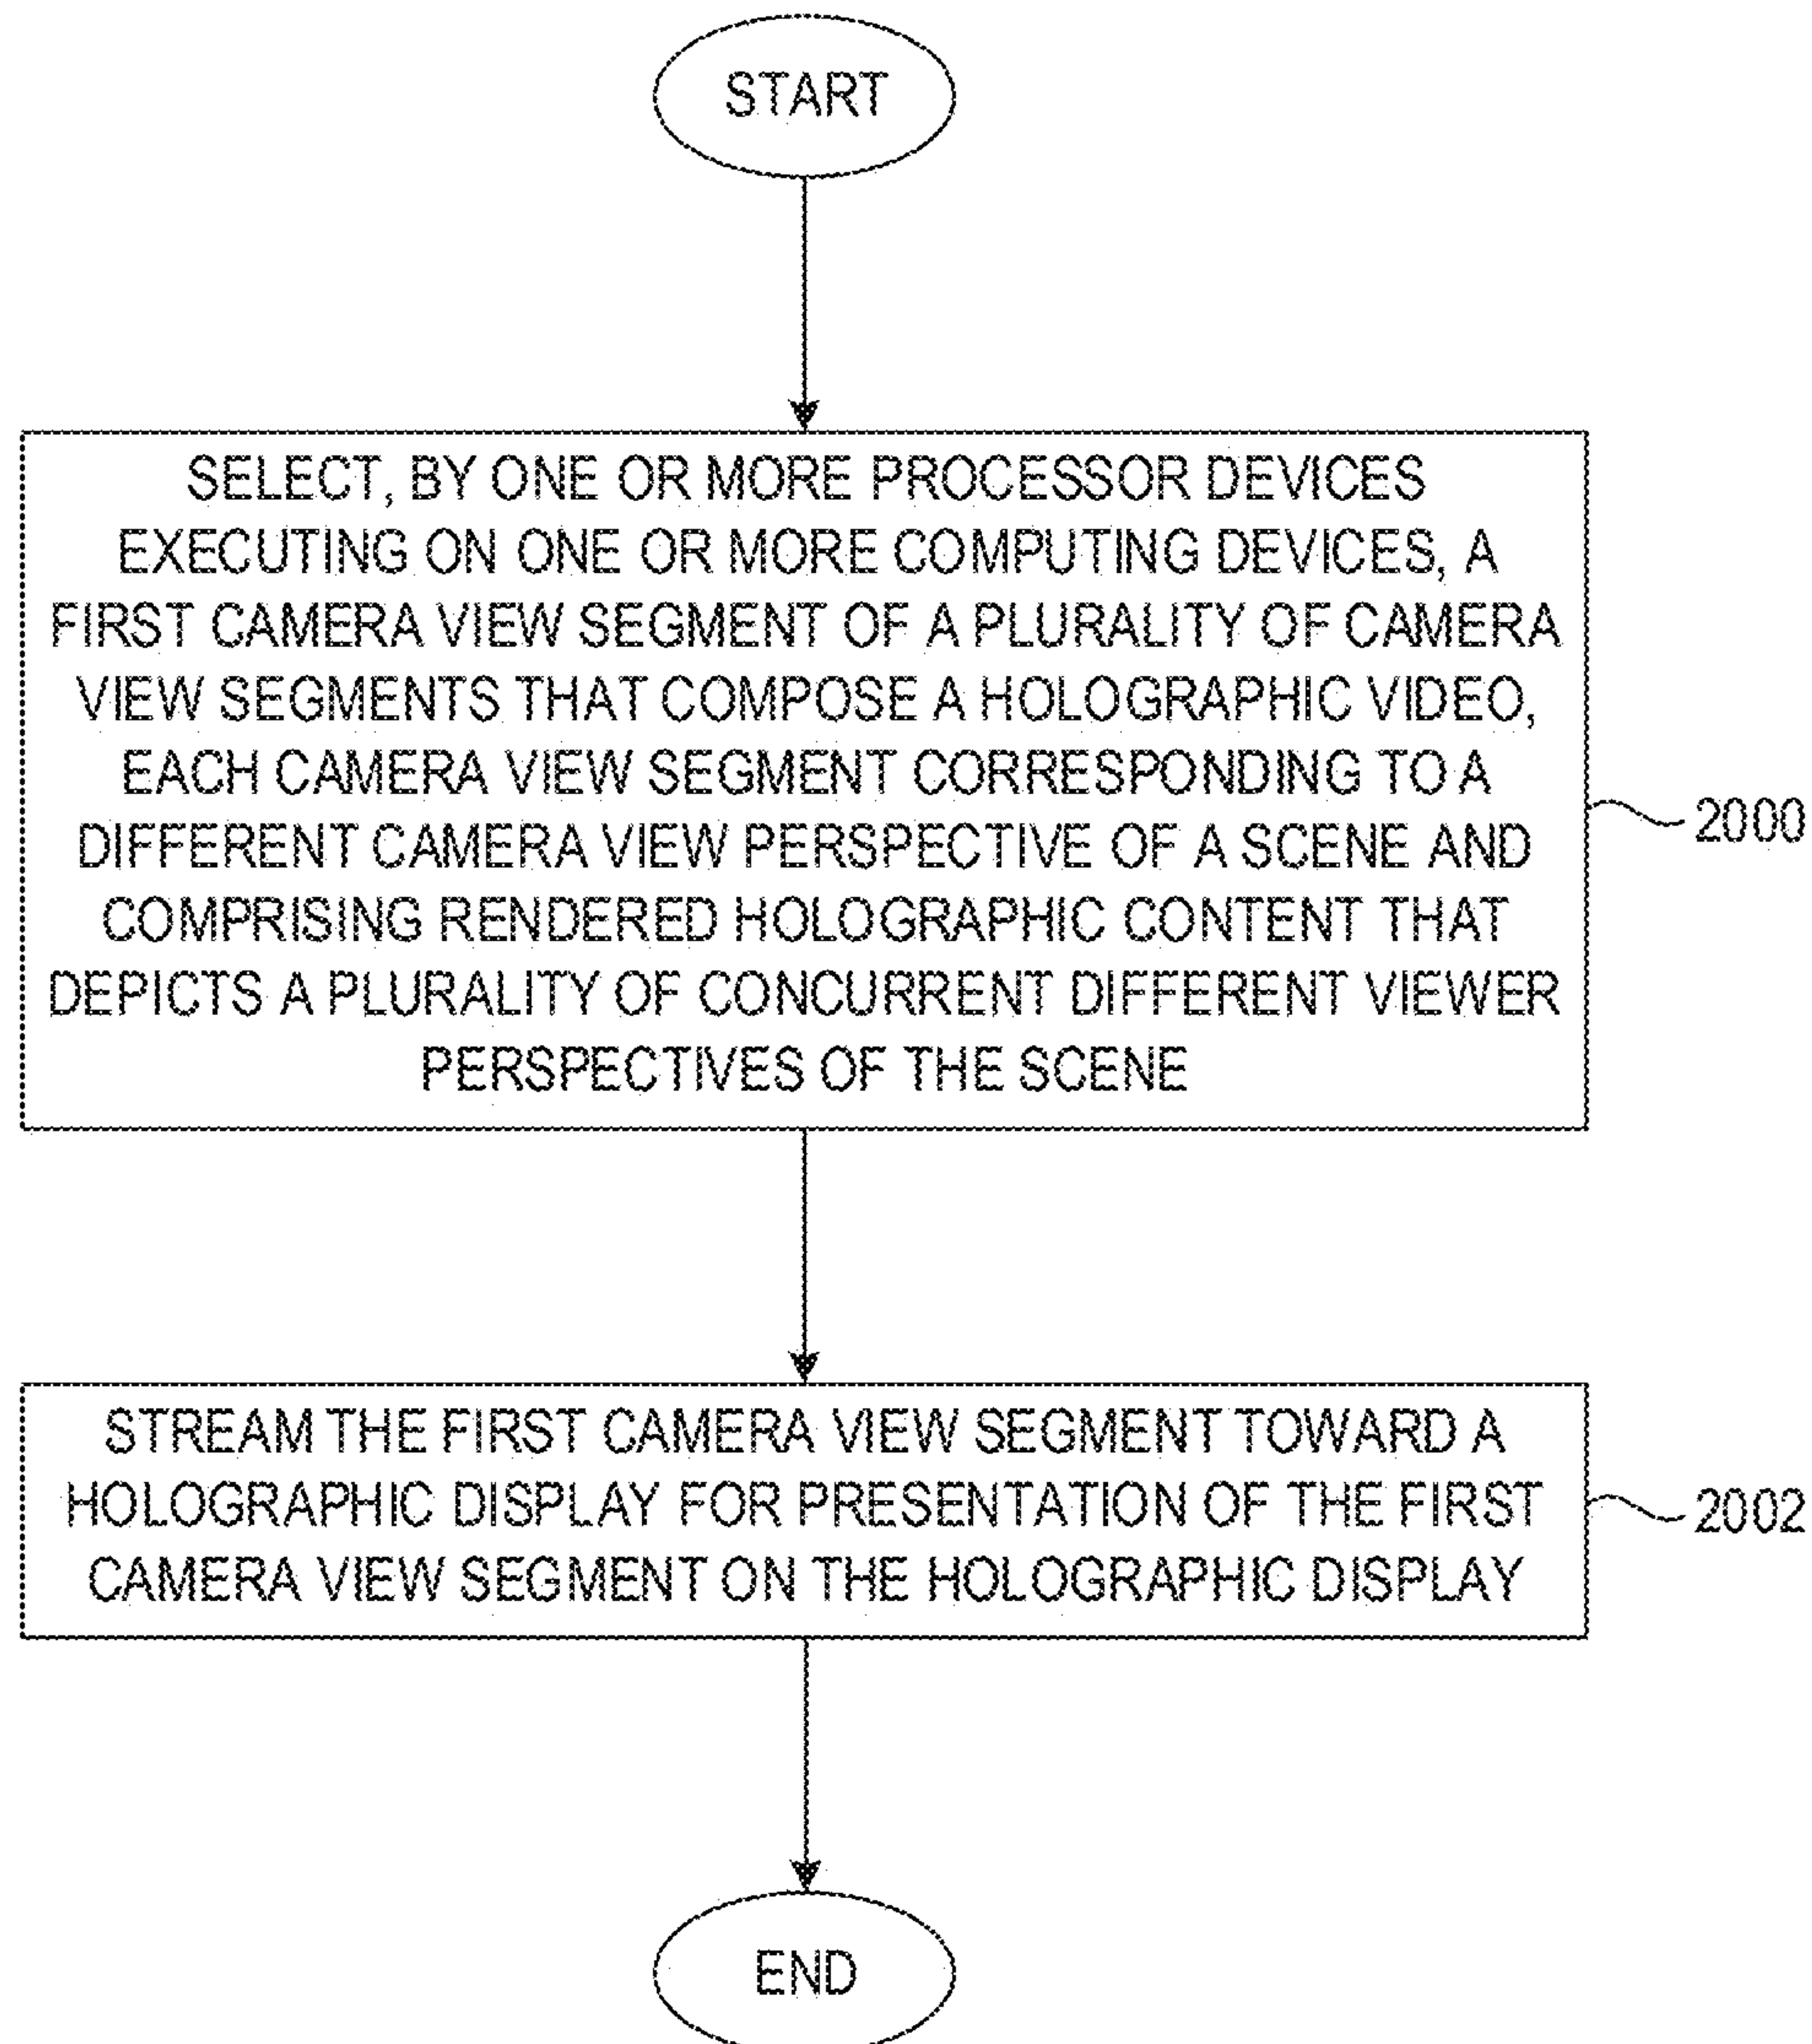 START
SELECT, BY ONE OR MORE PROCESSOR DEVICES
EXECUTING ON ONE OR MORE COMPUTING DEVICES, A
FIRST CAMERA VIEW SEGMENT OF A PLURALITY OF CAMERA
VIEW SEGMENTS THAT COMPOSE A HOLOGRAPHIC VIDEO,
EACH CAMERA VIEW SEGMENT CORRESPONDING TO A
DIFFERENT CAMERA VIEW PERSPECTIVE OF A SCENE AND
COMPRISING RENDERED HOLOGRAPHIC CONTENT THAT
DEPICTS A PLURALITY OF CONCURRENT DIFFERENT VIEWER
PERSPECTIVES OF THE SCENE
2000
STREAM THE FIRST CAMERA VIEW SEGMENT TOWARD A
HOLOGRAPHIC DISPLAY FOR PRESENTATION OF THE FIRST
CAMERA VIEW SEGMENT ON THE HOLOGRAPHIC DISPLAY
2002
END